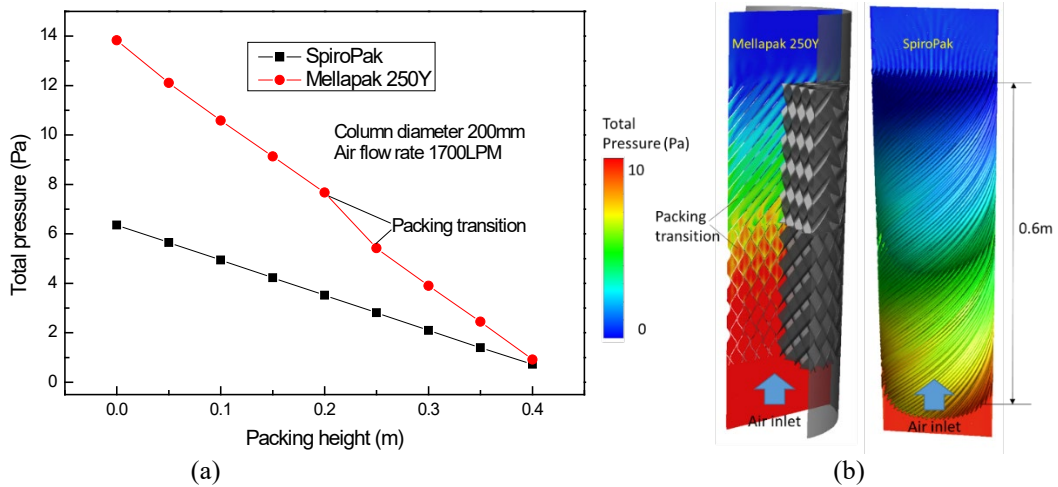 14
12
10
8
6
4
2
0
Total pressure (Pa)
SpiroPak
Mellapak 250Y
Column diameter 200mm
Air flow rate 1700LPM
Packing transition
0.0
0.1
0.2
0.3
0.4
Packing height (m)
(a)
Total
Pressure (Pa)
10
0
Mellapak 250Y
Packing
transition
Air inlet
SpiroPak
0.6m
Air inlet
(b)